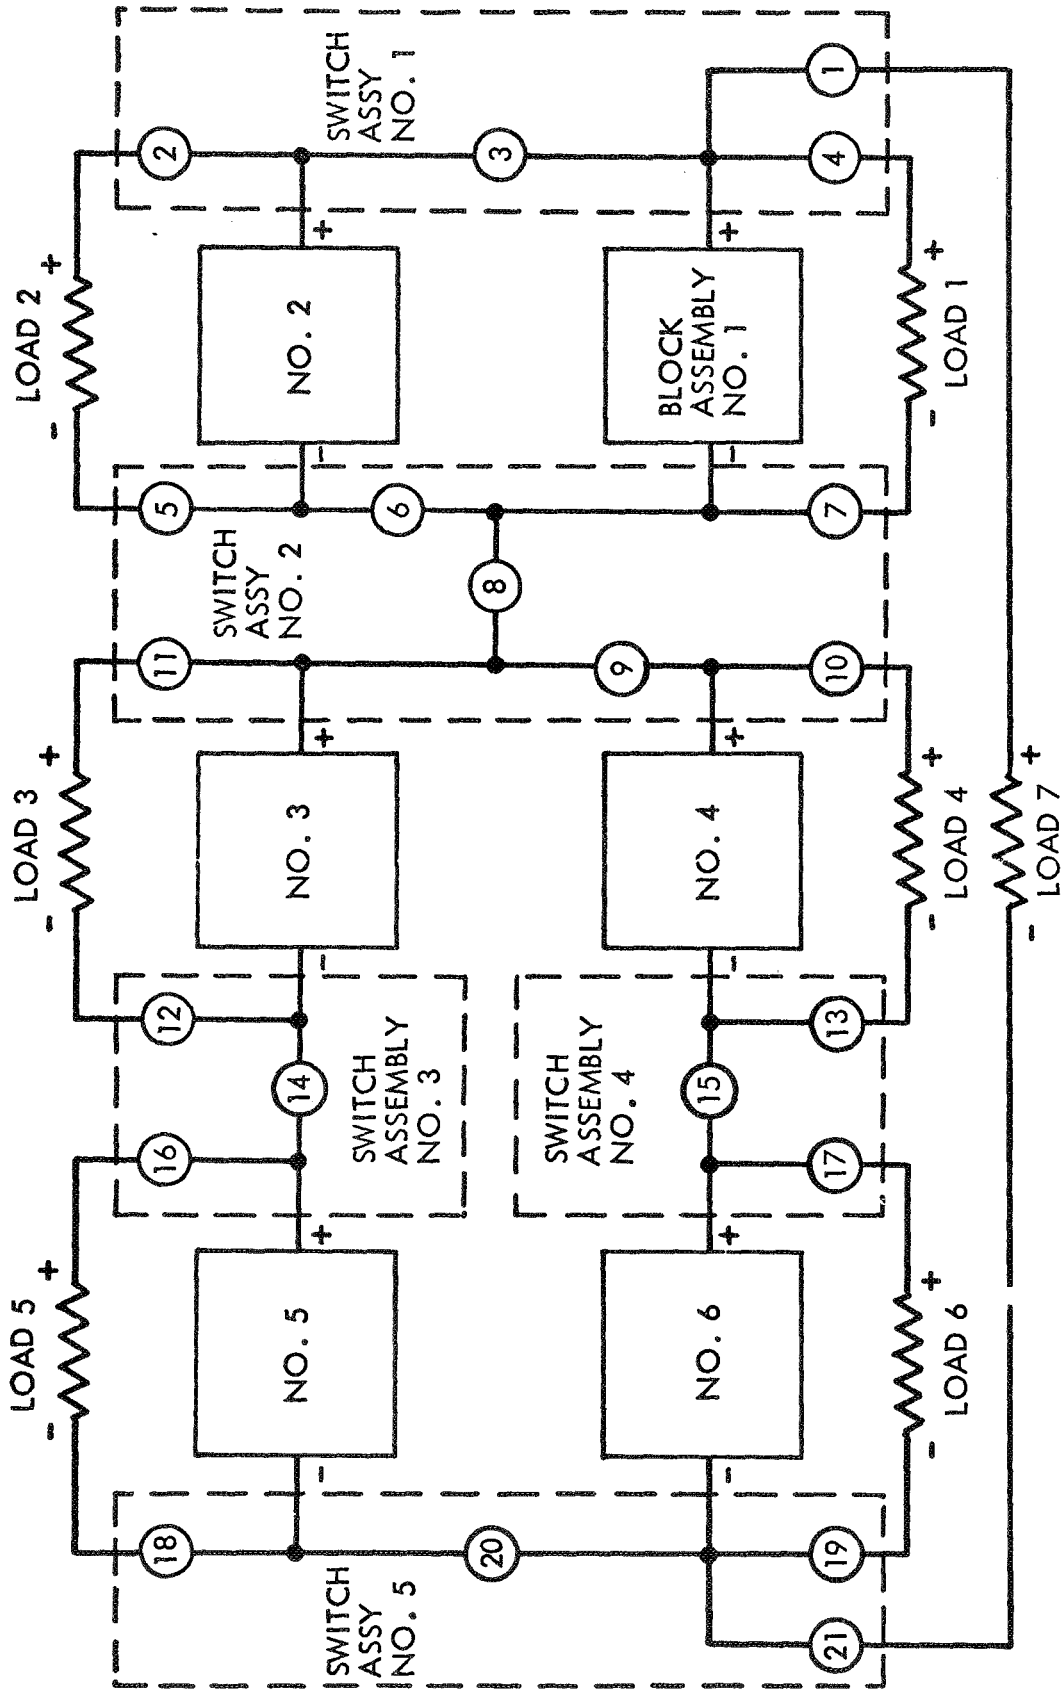 LOAD 5
LOAD 3
LOAD 2
- +
- +
- +
18
16
12
11
5
2
SWITCH
ASSY
NO. 2
NO. 5
NO. 3
NO. 2
- +
- +
- +
14
SWITCH
ASSY
NO. 5
SWITCH
ASSEMBLY
NO. 3
6
SWITCH
ASSY
NO. 1
20
8
3
SWITCH
ASSEMBLY
NO. 4
9
NO. 6
NO. 4
BLOCK
ASSEMBLY
NO. 1
- +
- +
- +
15
21
19
17
13
10
7
4
1
- +
- +
- +
LOAD 6
LOAD 4
LOAD 1
- +
LOAD 7